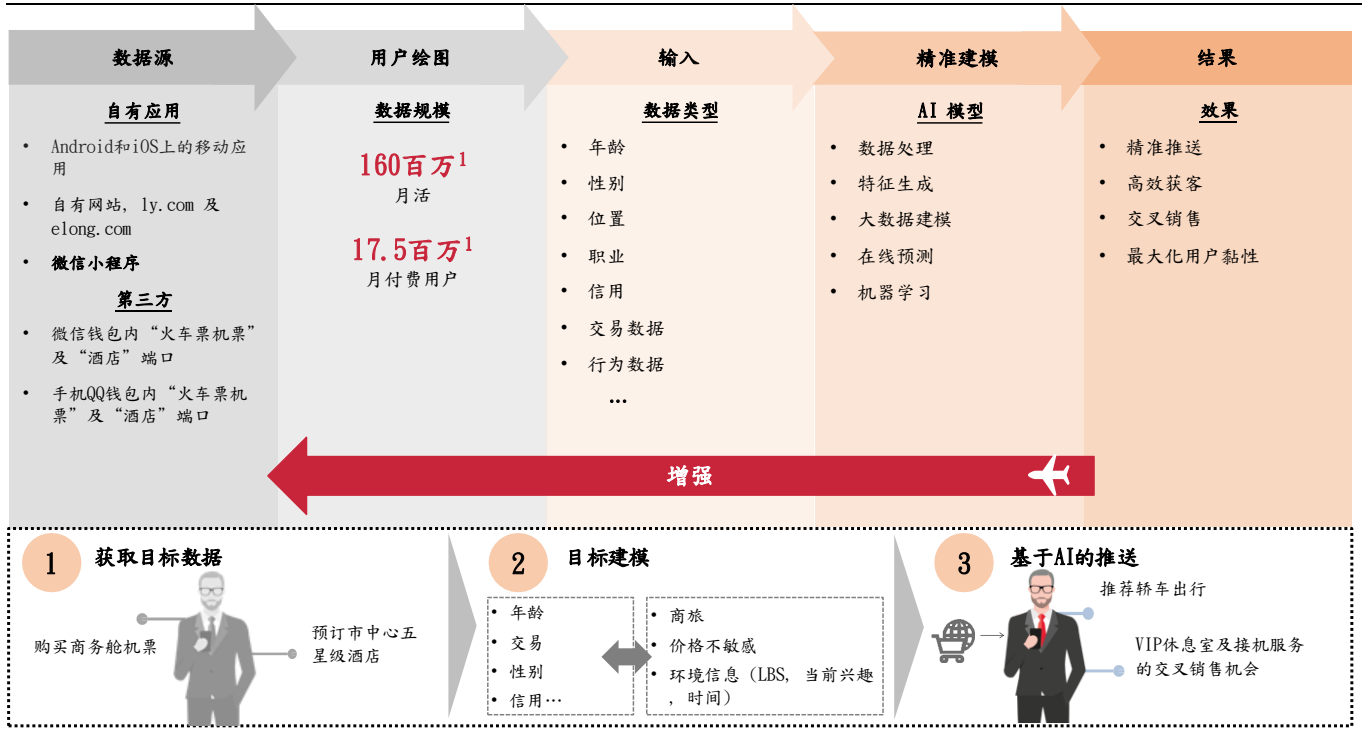 数据源
用户绘图
输入
精准建模
结果
自有应用
• Android和iOS上的移动应
用
• 自有网站, ly.com 及
elong.com
• 微信小程序
第三方
• 微信钱包内“火车票机票”
及“酒店”端口
• 手机QQ钱包内“火车票机
票”及“酒店”端口
数据规模
160百万1
月活
17.5百万1
月付费用户
数据类型
• 年龄
• 性别
• 位置
• 职业
• 信用
• 交易数据
• 行为数据
…
AI 模型
• 数据处理
• 特征生成
• 大数据建模
• 在线预测
• 机器学习
效果
• 精准推送
• 高效获客
• 交叉销售
• 最大化用户黏性
增强
1
获取目标数据
购买商务舱机票
预订市中心五
星级酒店
2
目标建模
• 年龄
• 交易
• 性别
• 信用…
• 商旅
• 价格不敏感
• 环境信息（LBS, 当前兴趣
, 时间）
3
基于AI的推送
推荐轿车出行
VIP休息室及接机服务
的交叉销售机会